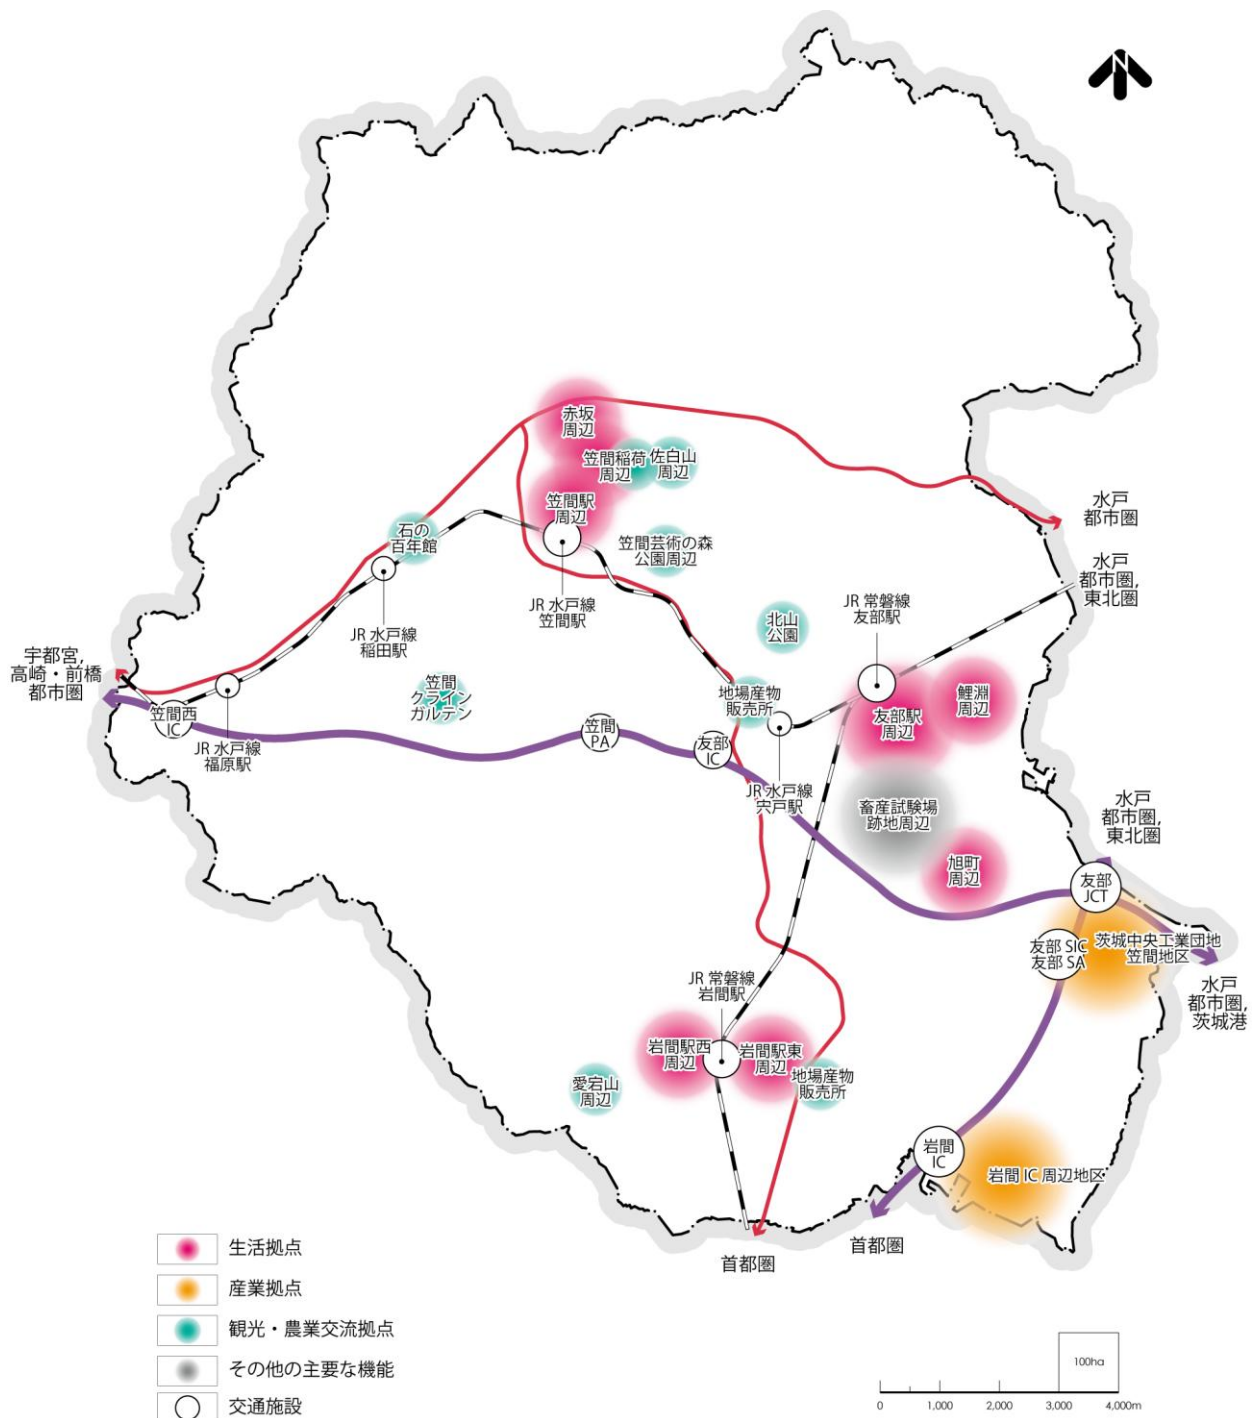 N
赤坂
周辺
笠間稲荷
周辺
佐白山
周辺
笠間駅
周辺
水戸
都市圏
石の
百年館
笠間芸術の森
公園周辺
水戸
都市圏,
東北圏
JR 水戸線
笠間駅
JR 常磐線
友部駅
北山
公園
JR 水戸線
稲田駅
宇都宮,
高崎・前橋
都市圏
笠間
クライン
ガルテン
地場産物
販売所
鯉淵
周辺
友部駅
周辺
笠間西
IC
JR 水戸線
福原駅
笠間
PA
友部
IC
JR 水戸線
宍戸駅
畜産試験場
跡地周辺
水戸
都市圏,
東北圏
旭町
周辺
友部
JCT
友部 SIC
友部 SA
茨城中央工業団地
笠間地区
水戸
都市圏,
茨城港
JR 常磐線
岩間駅
岩間駅西
周辺
岩間駅東
周辺
愛宕山
周辺
地場産物
販売所
岩間
IC
岩間 IC 周辺地区
首都圏
首都圏
生活拠点
産業拠点
観光・農業交流拠点
その他の主要な機能
交通施設
100ha
0 1,000 2,000 3,000 4,000m